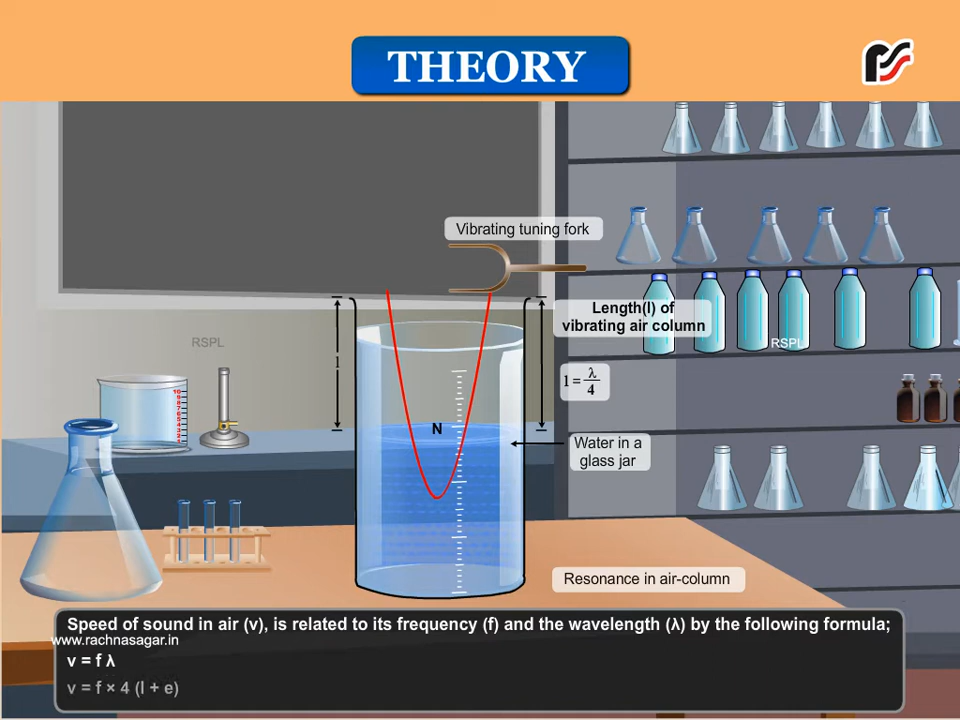 THEORY
Vibrating tuning fork
Length(l) of
vibrating air column
RSPL
RSPL
l
l = λ/4
N
Water in a
glass jar
Resonance in air-column
Speed of sound in air (v), is related to its frequency (f) and the wavelength (λ) by the following formula;
www.rachnasagar.in
v = f λ
v = f × 4 (l + e)